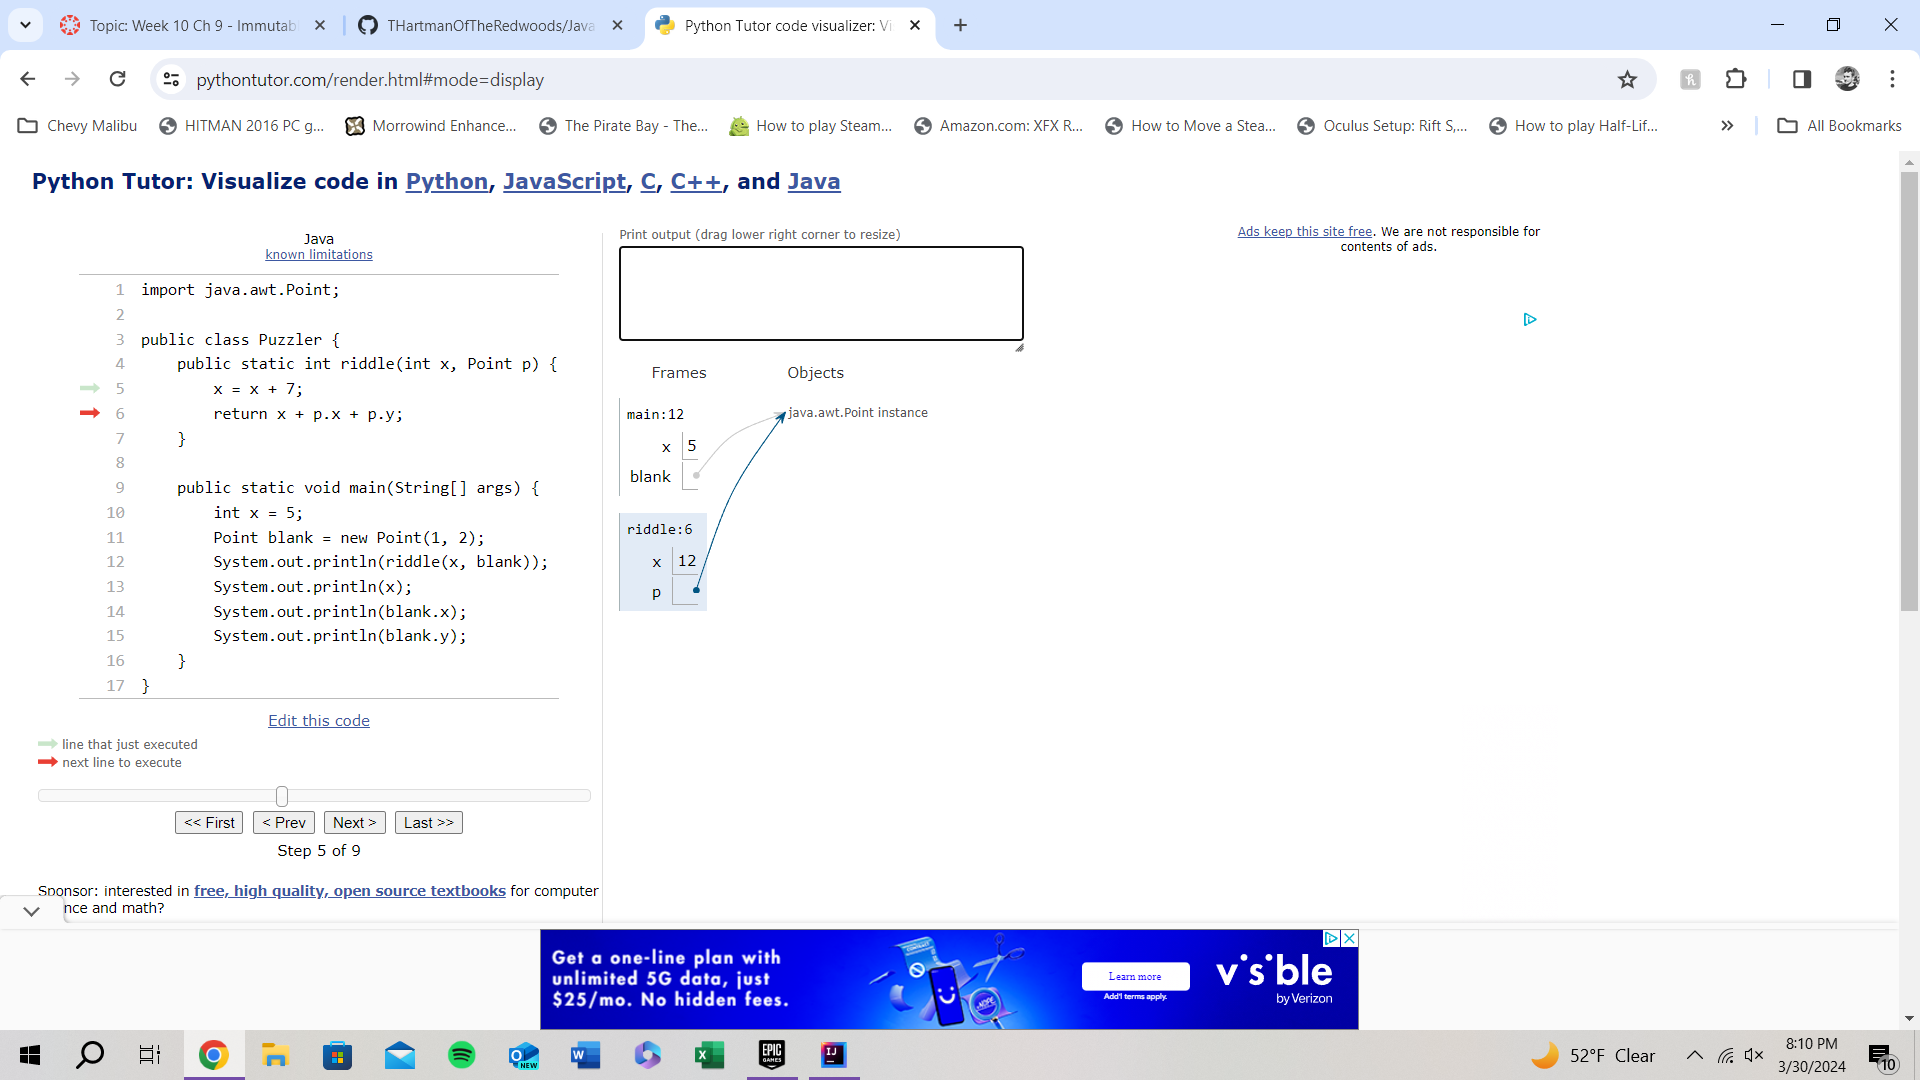 Topic: Week 10 Ch 9 - Immutab
THartmanOfTheRedwoods/Java
Python Tutor code visualizer: Vi
pythontutor.com/render.html#mode=display
Chevy Malibu
HITMAN 2016 PC g...
Morrowind Enhance...
The Pirate Bay - The...
How to play Steam...
Amazon.com: XFX R...
How to Move a Stea...
Oculus Setup: Rift S,...
How to play Half-Lif...
All Bookmarks
Python Tutor: Visualize code in Python, JavaScript, C, C++, and Java
Java
known limitations
1 import java.awt.Point;
2
3 public class Puzzler {
4 public static int riddle(int x, Point p) {
5 x = x + 7;
6 return x + p.x + p.y;
7 }
8
9 public static void main(String[] args) {
10 int x = 5;
11 Point blank = new Point(1, 2);
12 System.out.println(riddle(x, blank));
13 System.out.println(x);
14 System.out.println(blank.x);
15 System.out.println(blank.y);
16 }
17 }
Edit this code
line that just executed
next line to execute
<< First
< Prev
Next >
Last >>
Step 5 of 9
Sponsor: interested in free, high quality, open source textbooks for computer
nce and math?
Print output (drag lower right corner to resize)
Frames
Objects
main:12
x 5
blank
java.awt.Point instance
riddle:6
x 12
p
Ads keep this site free. We are not responsible for
contents of ads.
Get a one-line plan with
unlimited 5G data, just
$25/mo. No hidden fees.
CONTRACT
NOPE
Learn more
Add'l terms apply.
visible
by Verizon
NEW
W
X
EPIC
GAMES
IJ
52°F Clear
8:10 PM
3/30/2024
10